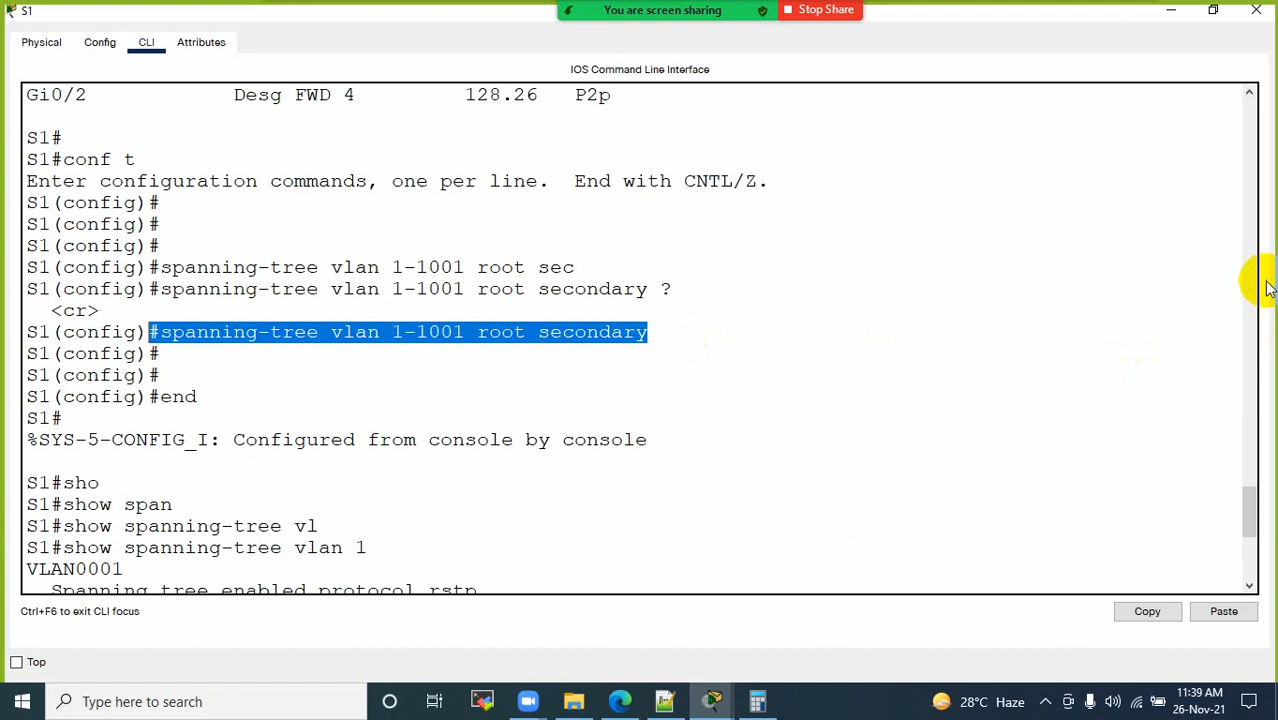 S1
You are screen sharing
Stop Share
Physical
Config
CLI
Attributes
IOS Command Line Interface
Gi0/2            Desg FWD 4         128.26   P2p
S1#
S1#conf t
Enter configuration commands, one per line.  End with CNTL/Z.
S1(config)#
S1(config)#
S1(config)#
S1(config)#spanning-tree vlan 1-1001 root sec
S1(config)#spanning-tree vlan 1-1001 root secondary ?
  <cr>
S1(config)#spanning-tree vlan 1-1001 root secondary
S1(config)#
S1(config)#
S1(config)#end
S1#
%SYS-5-CONFIG_I: Configured from console by console
S1#sho
S1#show span
S1#show spanning-tree vl
S1#show spanning-tree vlan 1
VLAN0001
  Spanning tree enabled protocol rstp
Ctrl+F6 to exit CLI focus
Copy
Paste
Top
Type here to search
28°C Haze
11:39 AM
26-Nov-21